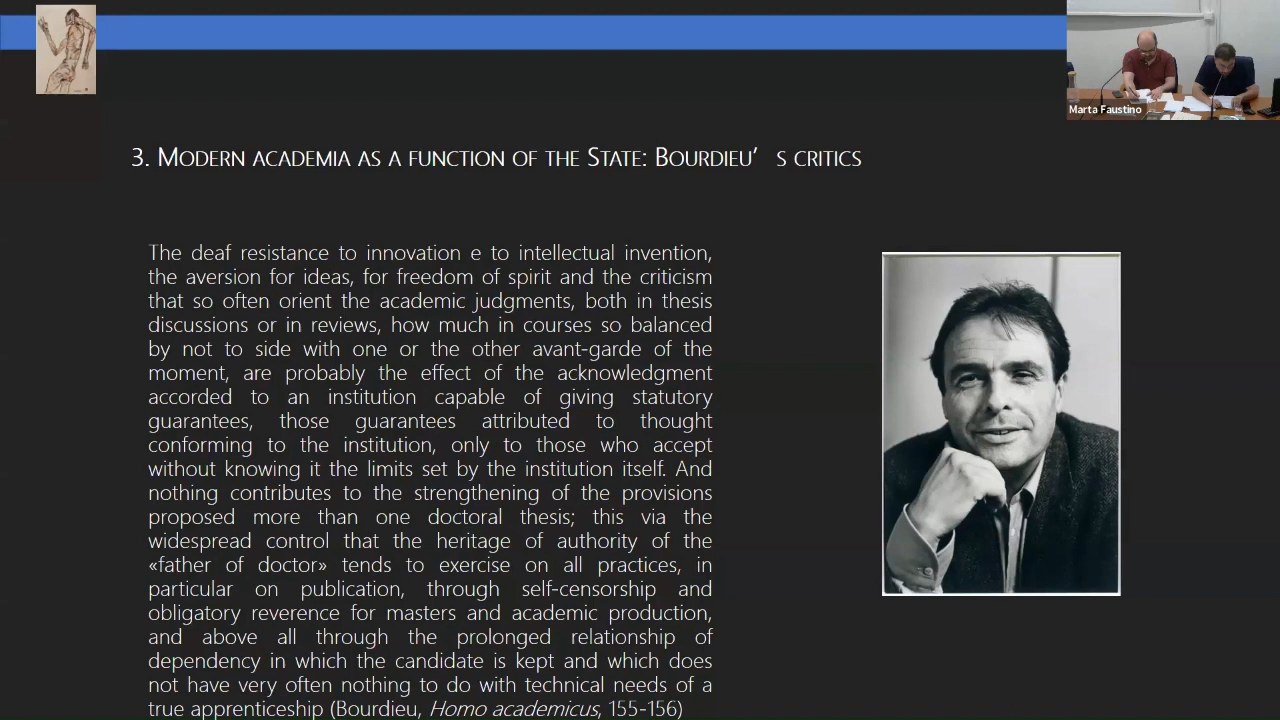 Marta Faustino
3. Modern academia as a function of the State: Bourdieu' s critics
The deaf resistance to innovation e to intellectual invention,
the aversion for ideas, for freedom of spirit and the criticism
that so often orient the academic judgments, both in thesis
discussions or in reviews, how much in courses so balanced
by not to side with one or the other avant-garde of the
moment, are probably the effect of the acknowledgment
accorded to an institution capable of giving statutory
guarantees, those guarantees attributed to thought
conforming to the institution, only to those who accept
without knowing it the limits set by the institution itself. And
nothing contributes to the strengthening of the provisions
proposed more than one doctoral thesis; this via the
widespread control that the heritage of authority of the
«father of doctor» tends to exercise on all practices, in
particular on publication, through self-censorship and
obligatory reverence for masters and academic production,
and above all through the prolonged relationship of
dependency in which the candidate is kept and which does
not have very often nothing to do with technical needs of a
true apprenticeship (Bourdieu, Homo academicus, 155-156)